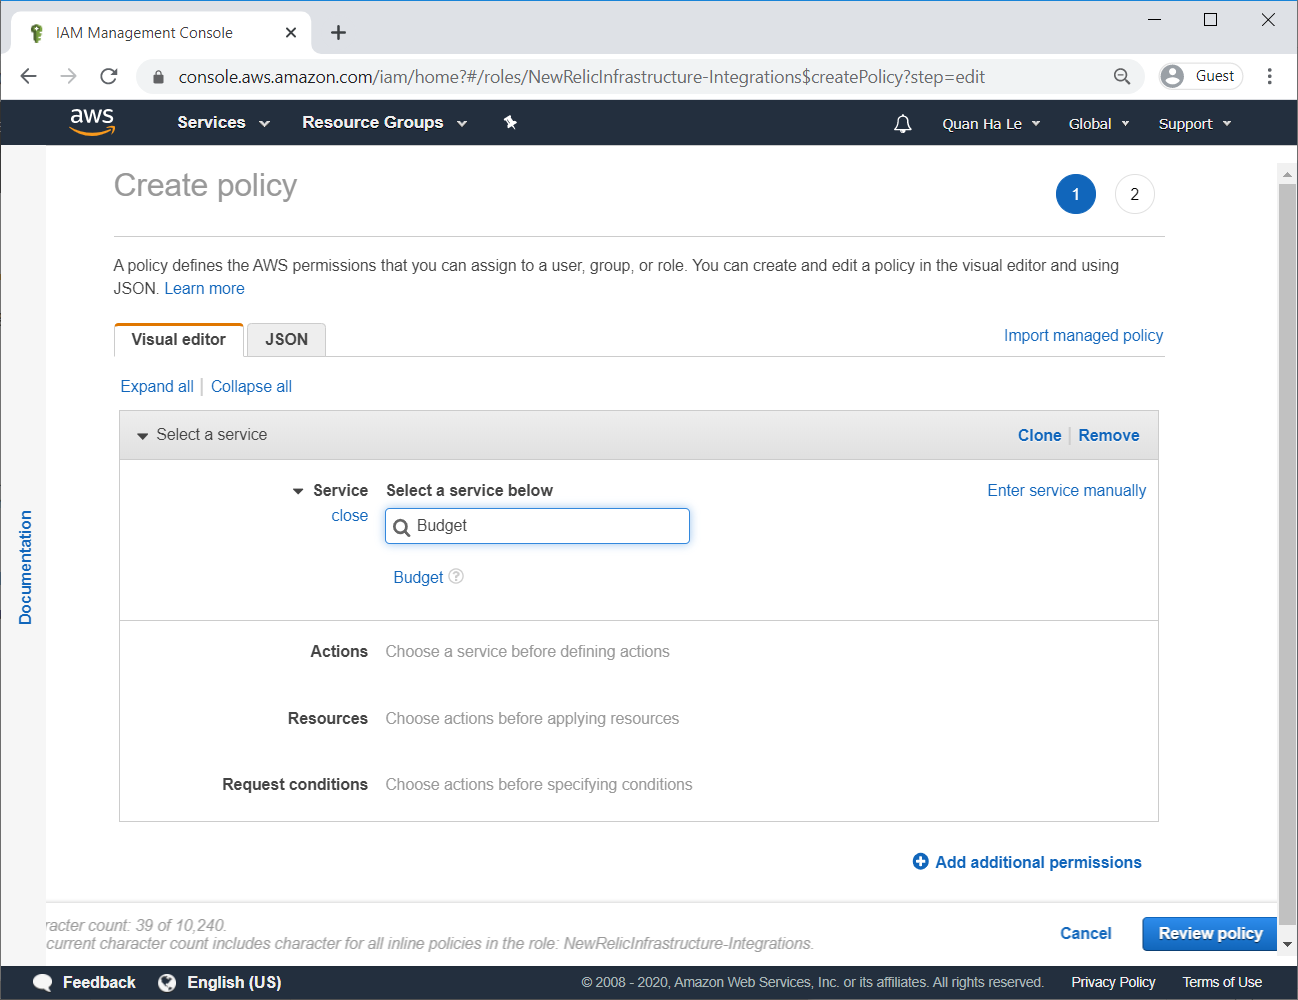 IAM Management Console
console.aws.amazon.com/iam/home?#/roles/NewRelicInfrastructure-Integrations$createPolicy?step=edit
Guest
aws
Services
Resource Groups
Quan Ha Le
Global
Support
Create policy
1
2
A policy defines the AWS permissions that you can assign to a user, group, or role. You can create and edit a policy in the visual editor and using
JSON. Learn more
Visual editor
JSON
Import managed policy
Expand all
Collapse all
Select a service
Clone
Remove
Service
Select a service below
Enter service manually
close
Budget
Budget
Documentation
Actions
Choose a service before defining actions
Resources
Choose actions before applying resources
Request conditions
Choose actions before specifying conditions
Add additional permissions
racter count: 39 of 10,240.
current character count includes character for all inline policies in the role: NewRelicInfrastructure-Integrations.
Cancel
Review policy
Feedback
English (US)
© 2008 - 2020, Amazon Web Services, Inc. or its affiliates. All rights reserved.
Privacy Policy
Terms of Use